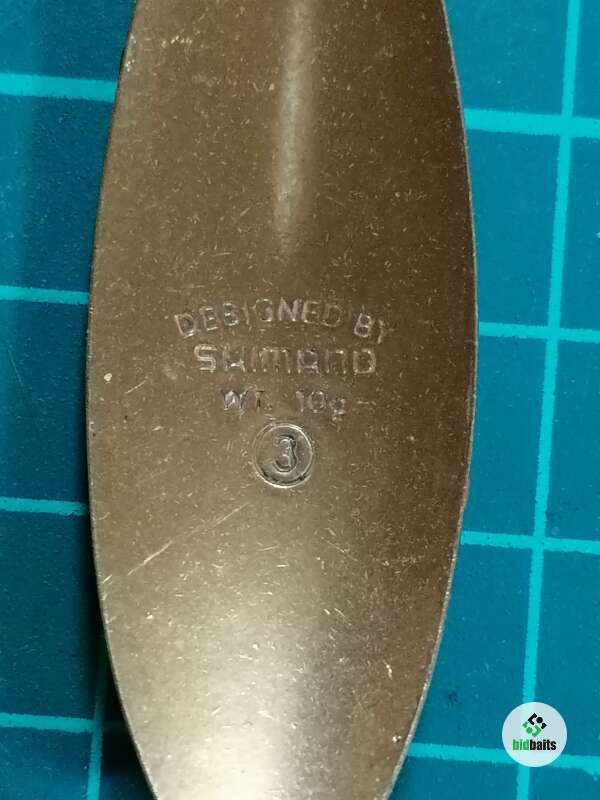 DESIGNED BY
SHIMANO
WT. 10g
3
bidbaits